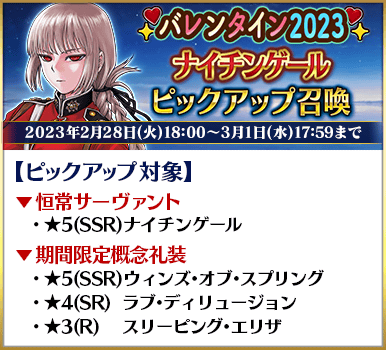 バレンタイン2023
ナイチンゲール
ピックアップ召喚
2023年2月28日(火)18:00～3月1日(水)17:59まで
【ピックアップ対象】
▼恒常サーヴァント
・★5(SSR)ナイチンゲール
▼期間限定概念礼装
・★5(SSR)ウィンズ・オブ・スプリング
・★4(SR) ラブ・ディリュージョン
・★3(R) スリーピング・エリザ